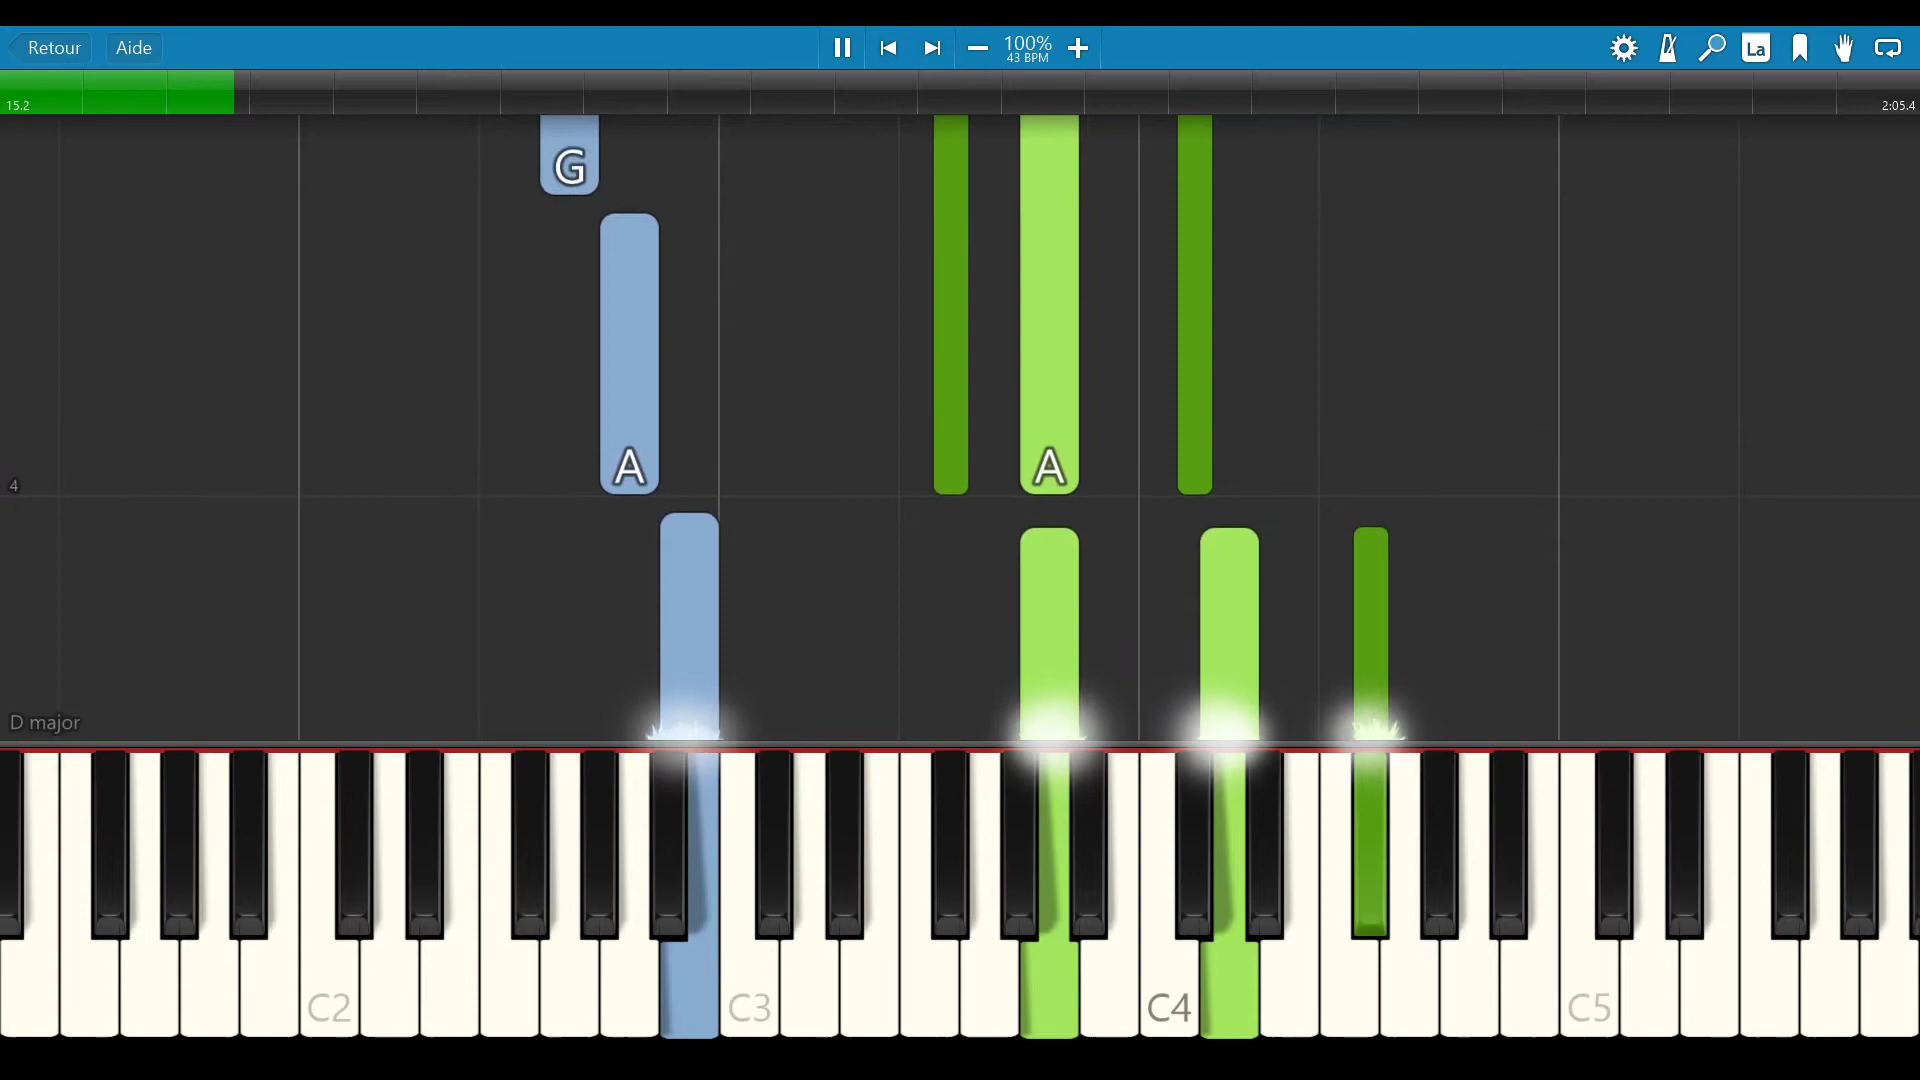 Retour Aide
100%
43 BPM
La
15.2
2:05.4
G
A A
4
D major
C2 C3 C4 C5